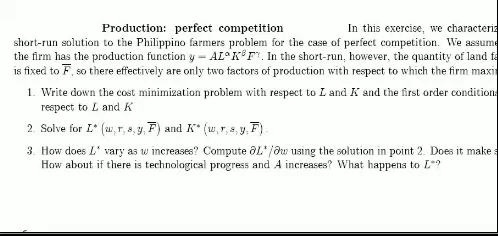 Production: perfect competition In this exercise, we characteriz
short-run solution to the Philippino farmers problem for the case of perfect competition. We assume
the firm has the production function y = AL^αK^βF^γ. In the short-run, however, the quantity of land fa
is fixed to F̅, so there effectively are only two factors of production with respect to which the firm maxin
1. Write down the cost minimization problem with respect to L and K and the first order conditions
respect to L and K
2. Solve for L* (w, r, s, y, F̅) and K* (w, r, s, y, F̅).
3. How does L* vary as w increases? Compute ∂L*/∂w using the solution in point 2. Does it make s
How about if there is technological progress and A increases? What happens to L*?